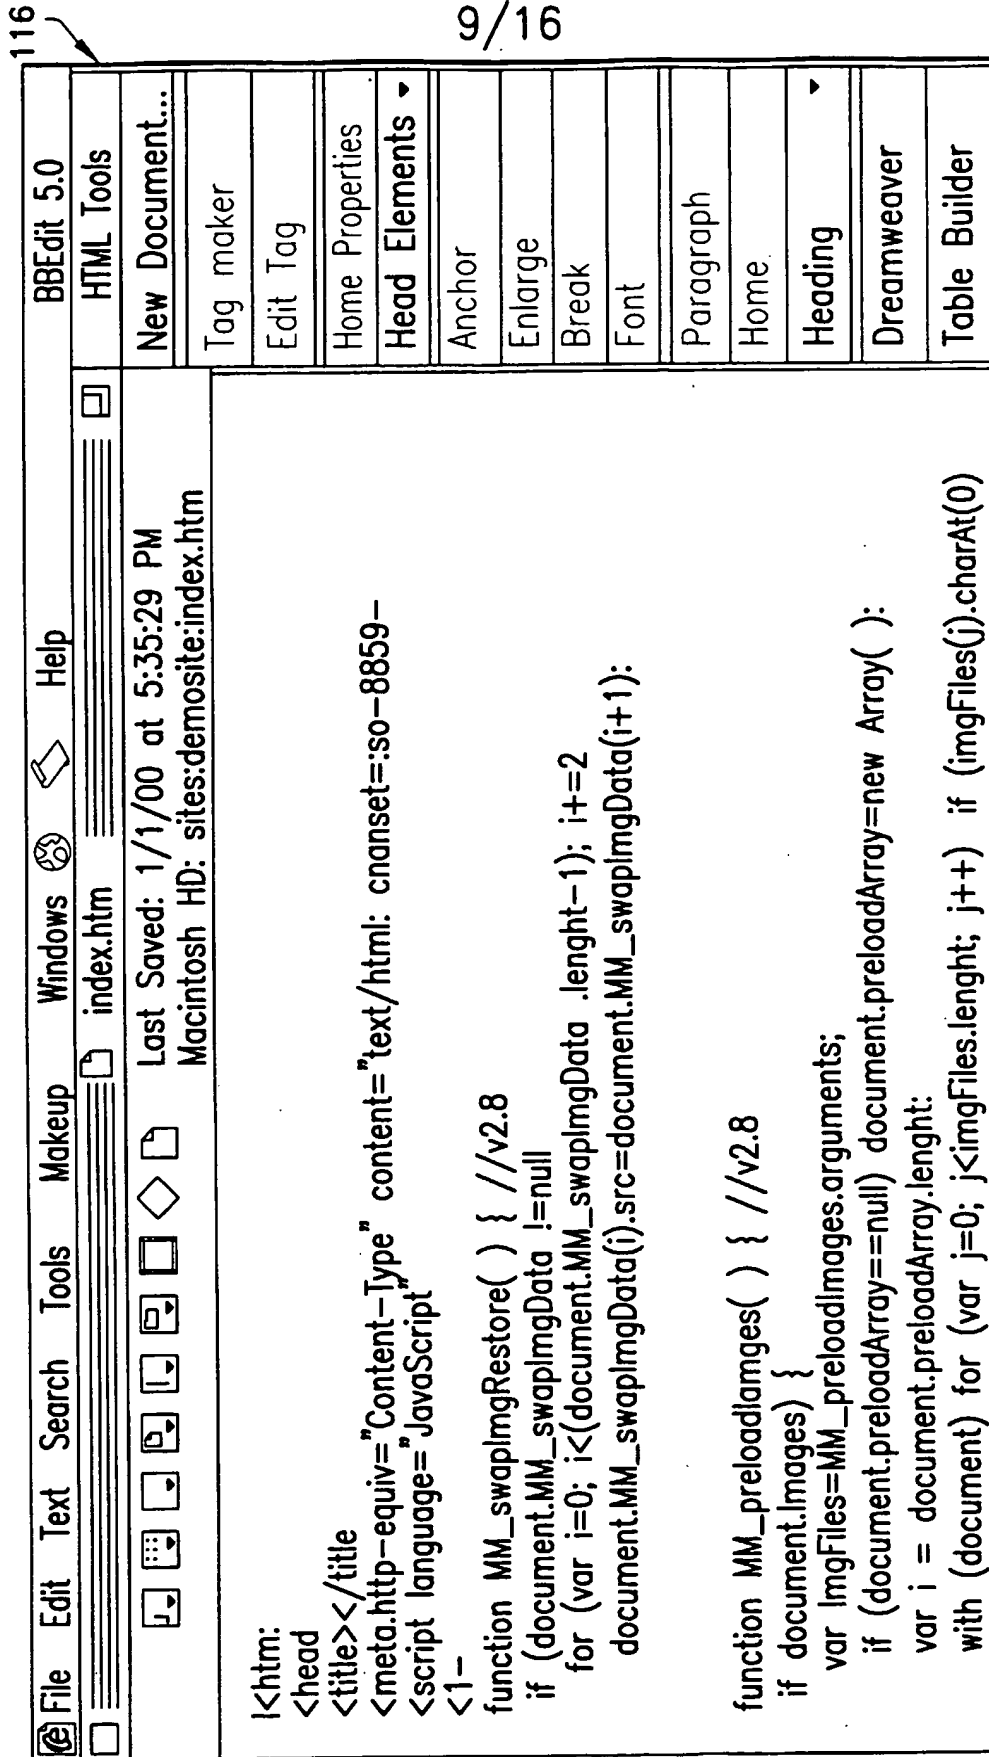 9/16
116
File Edit Text Search Tools Makeup Windows Help BBEdit 5.0
index.htm HTML Tools
Last Saved: 1/1/00 at 5:35:29 PM
Macintosh HD: sites:demosite:index.htm
New Document...
Tag maker
Edit Tag
Home Properties
Head Elements
Anchor
Enlarge
Break
Font
Paragraph
Home
Heading
Dreamweaver
Table Builder
I<htm:
<head
<title></title
<meta.http-equiv="Content-Type" content="text/html: cnanset=:so-8859-
<script language="JavaScript"
<1-
function MM_swapImgRestore( ) { //v2.8
if (document.MM_swapImgData !=null
for (var i=0; i<(document.MM_swapImgData .lenght-1); i+=2
document.MM_swapImgData(i).src=document.MM_swapImgData(i+1):
function MM_preloadIamges( ) { //v2.8
if document.Images) {
var ImgFiles=MM_preloadImages.arguments;
if (document.preloadArray==null) document.preloadArray=new Array( ):
var i = document.preloadArray.lenght:
with (document) for (var j=0; j<imgFiles.lenght; j++) if (imgFiles(j).charAt(0)